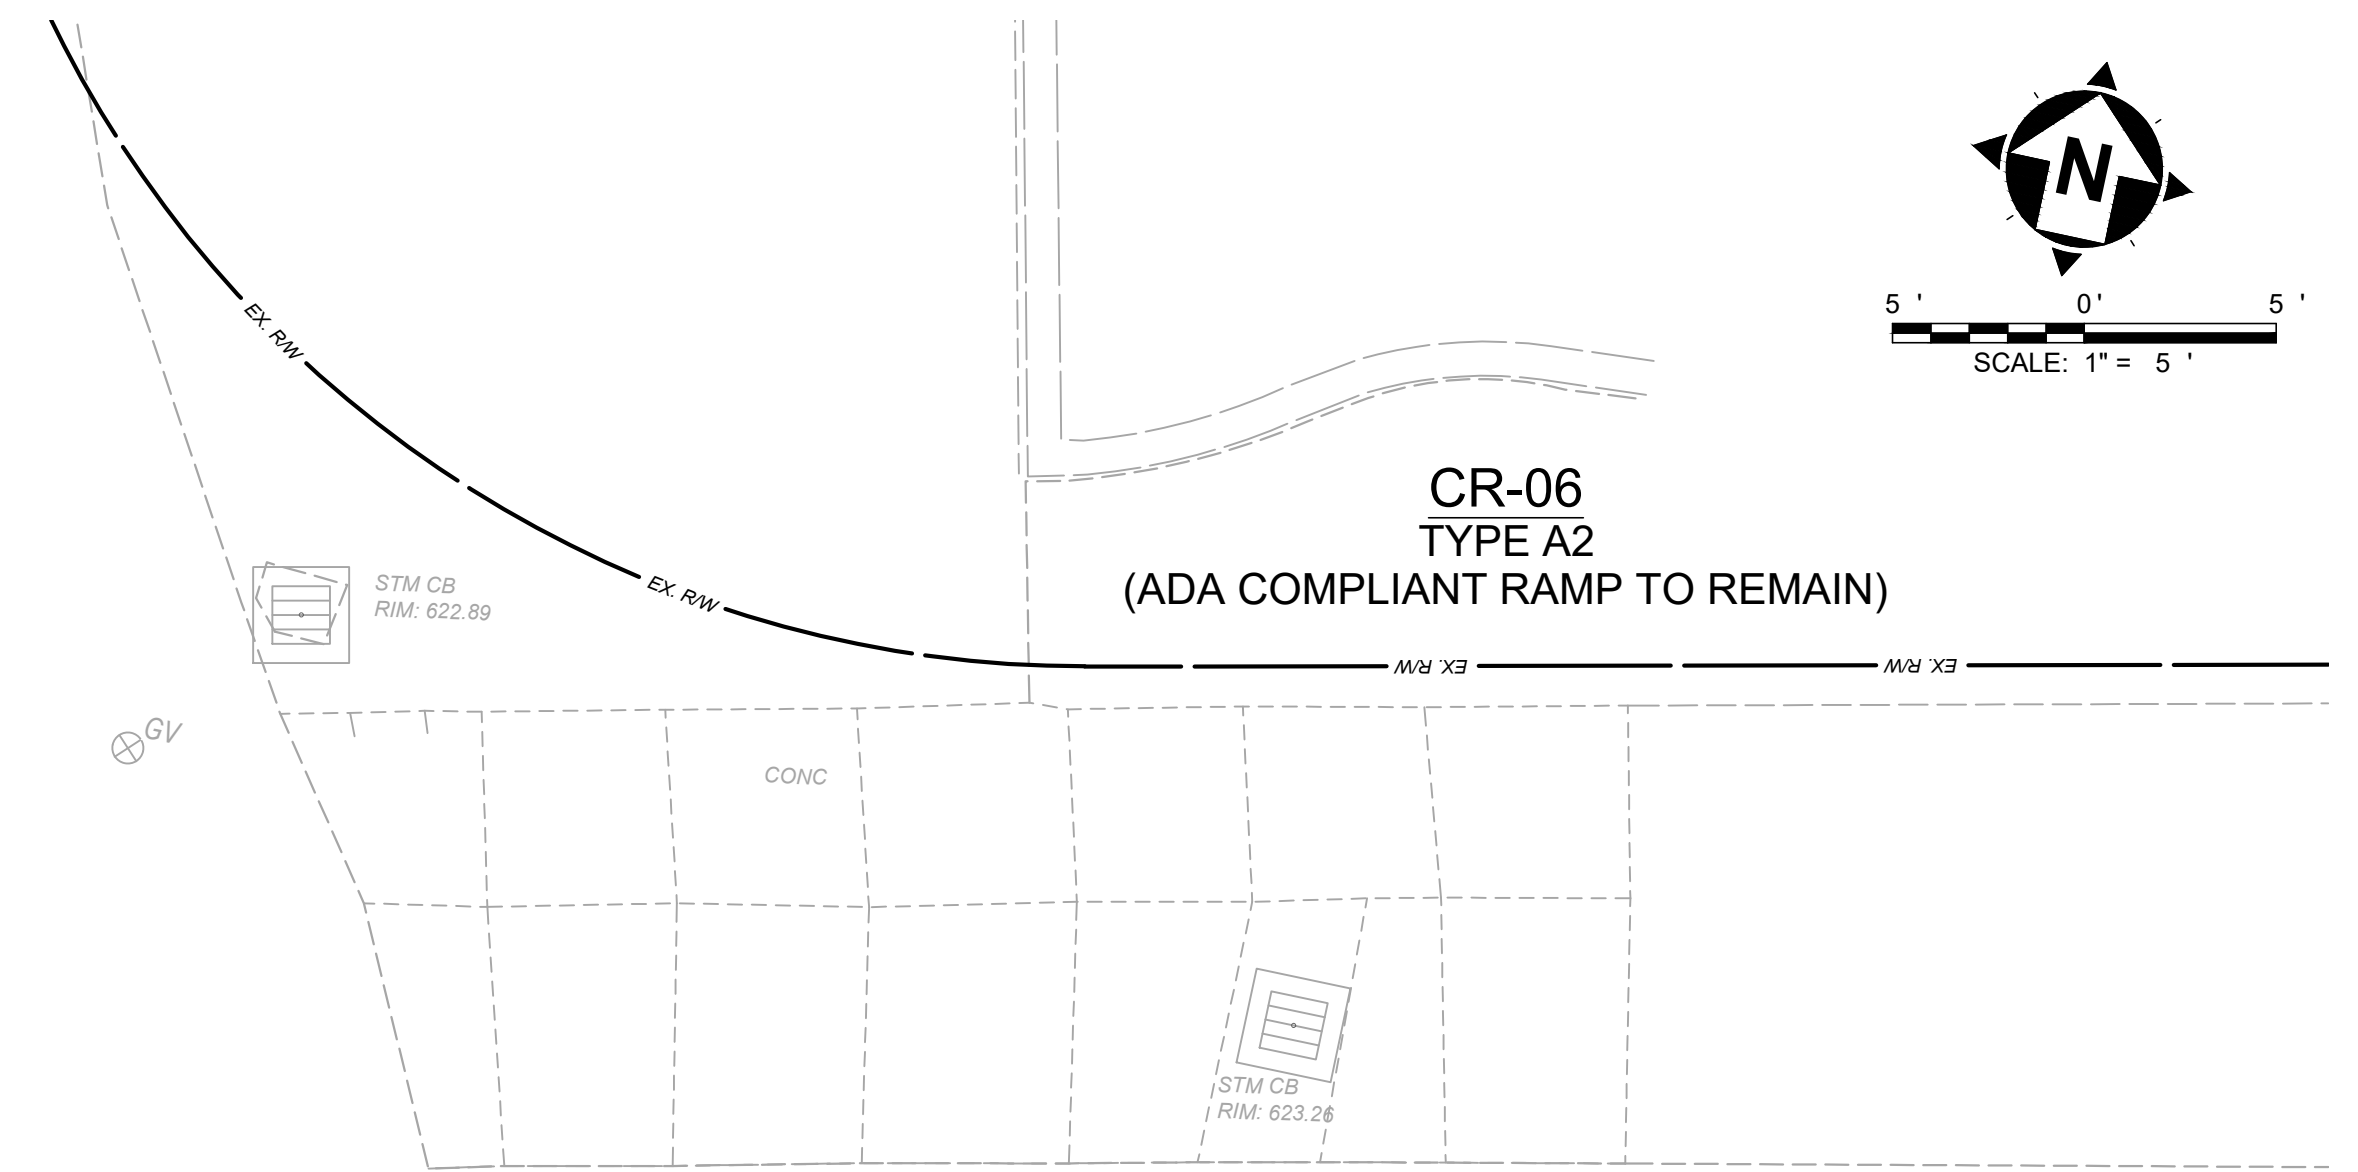 N
5 ' 0' 5 '
SCALE: 1" = 5 '
EX. R/W
CR-06
TYPE A2
(ADA COMPLIANT RAMP TO REMAIN)
STM CB
RIM: 622.89
EX. R/W
EX. R/W
EX. R/W
GV
CONC
STM CB
RIM: 623.26